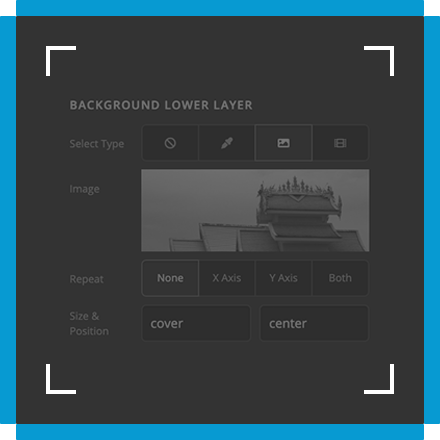 BACKGROUND LOWER LAYER
Select Type
Image
Repeat None X Axis Y Axis Both
Size & Position cover center